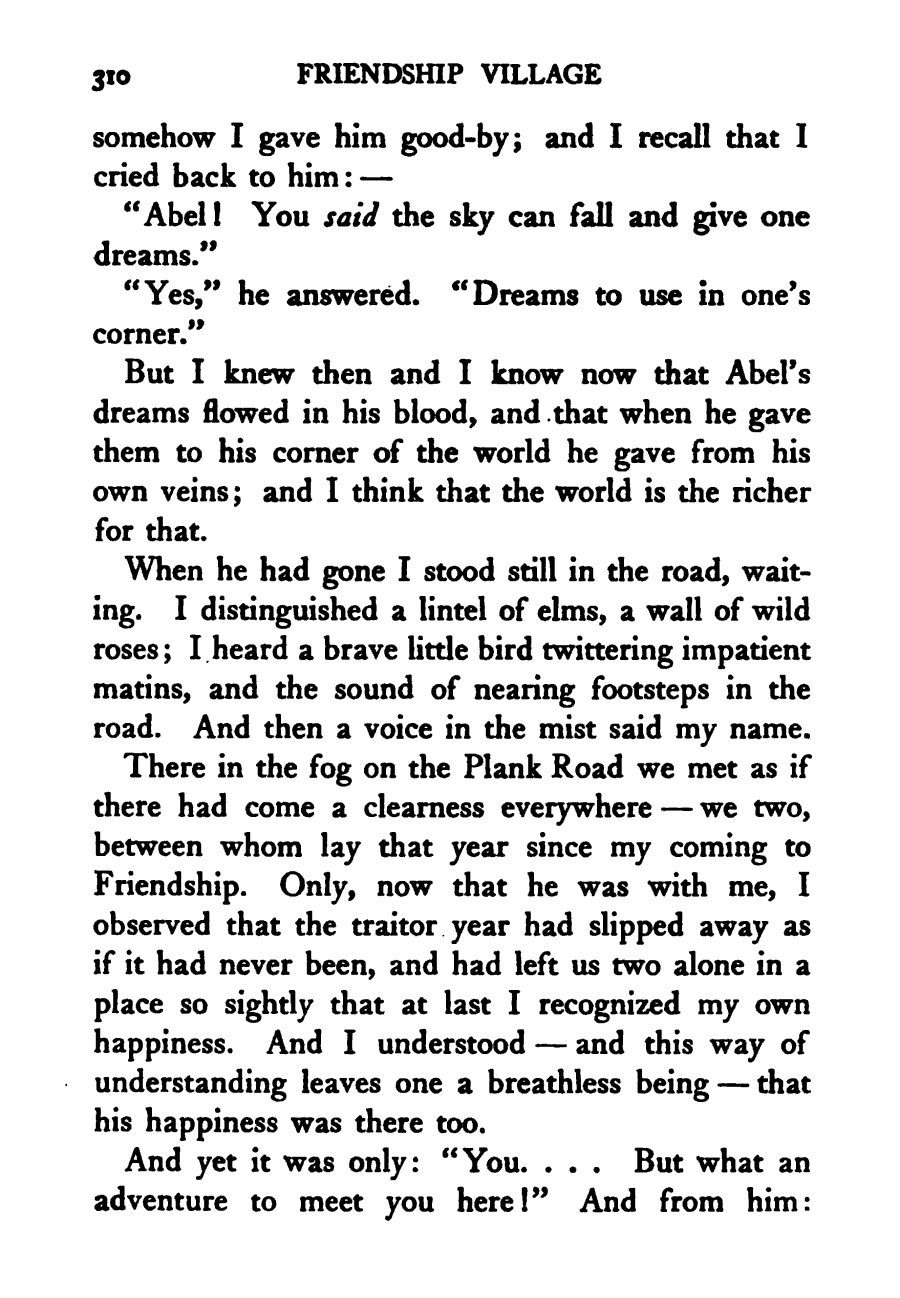 310 FRIENDSHIP VILLAGE
somehow I gave him good-by; and I recall that I
cried back to him: —
“Abel! You said the sky can fall and give one
dreams.”
“Yes,” he answered. “Dreams to use in one’s
corner.”
But I knew then and I know now that Abel’s
dreams flowed in his blood, and that when he gave
them to his corner of the world he gave from his
own veins; and I think that the world is the richer
for that.
When he had gone I stood still in the road, wait-
ing. I distinguished a lintel of elms, a wall of wild
roses; I heard a brave little bird twittering impatient
matins, and the sound of nearing footsteps in the
road. And then a voice in the mist said my name.
There in the fog on the Plank Road we met as if
there had come a clearness everywhere — we two,
between whom lay that year since my coming to
Friendship. Only, now that he was with me, I
observed that the traitor year had slipped away as
if it had never been, and had left us two alone in a
place so sightly that at last I recognized my own
happiness. And I understood — and this way of
understanding leaves one a breathless being — that
his happiness was there too.
And yet it was only: “You. . . . But what an
adventure to meet you here!” And from him: